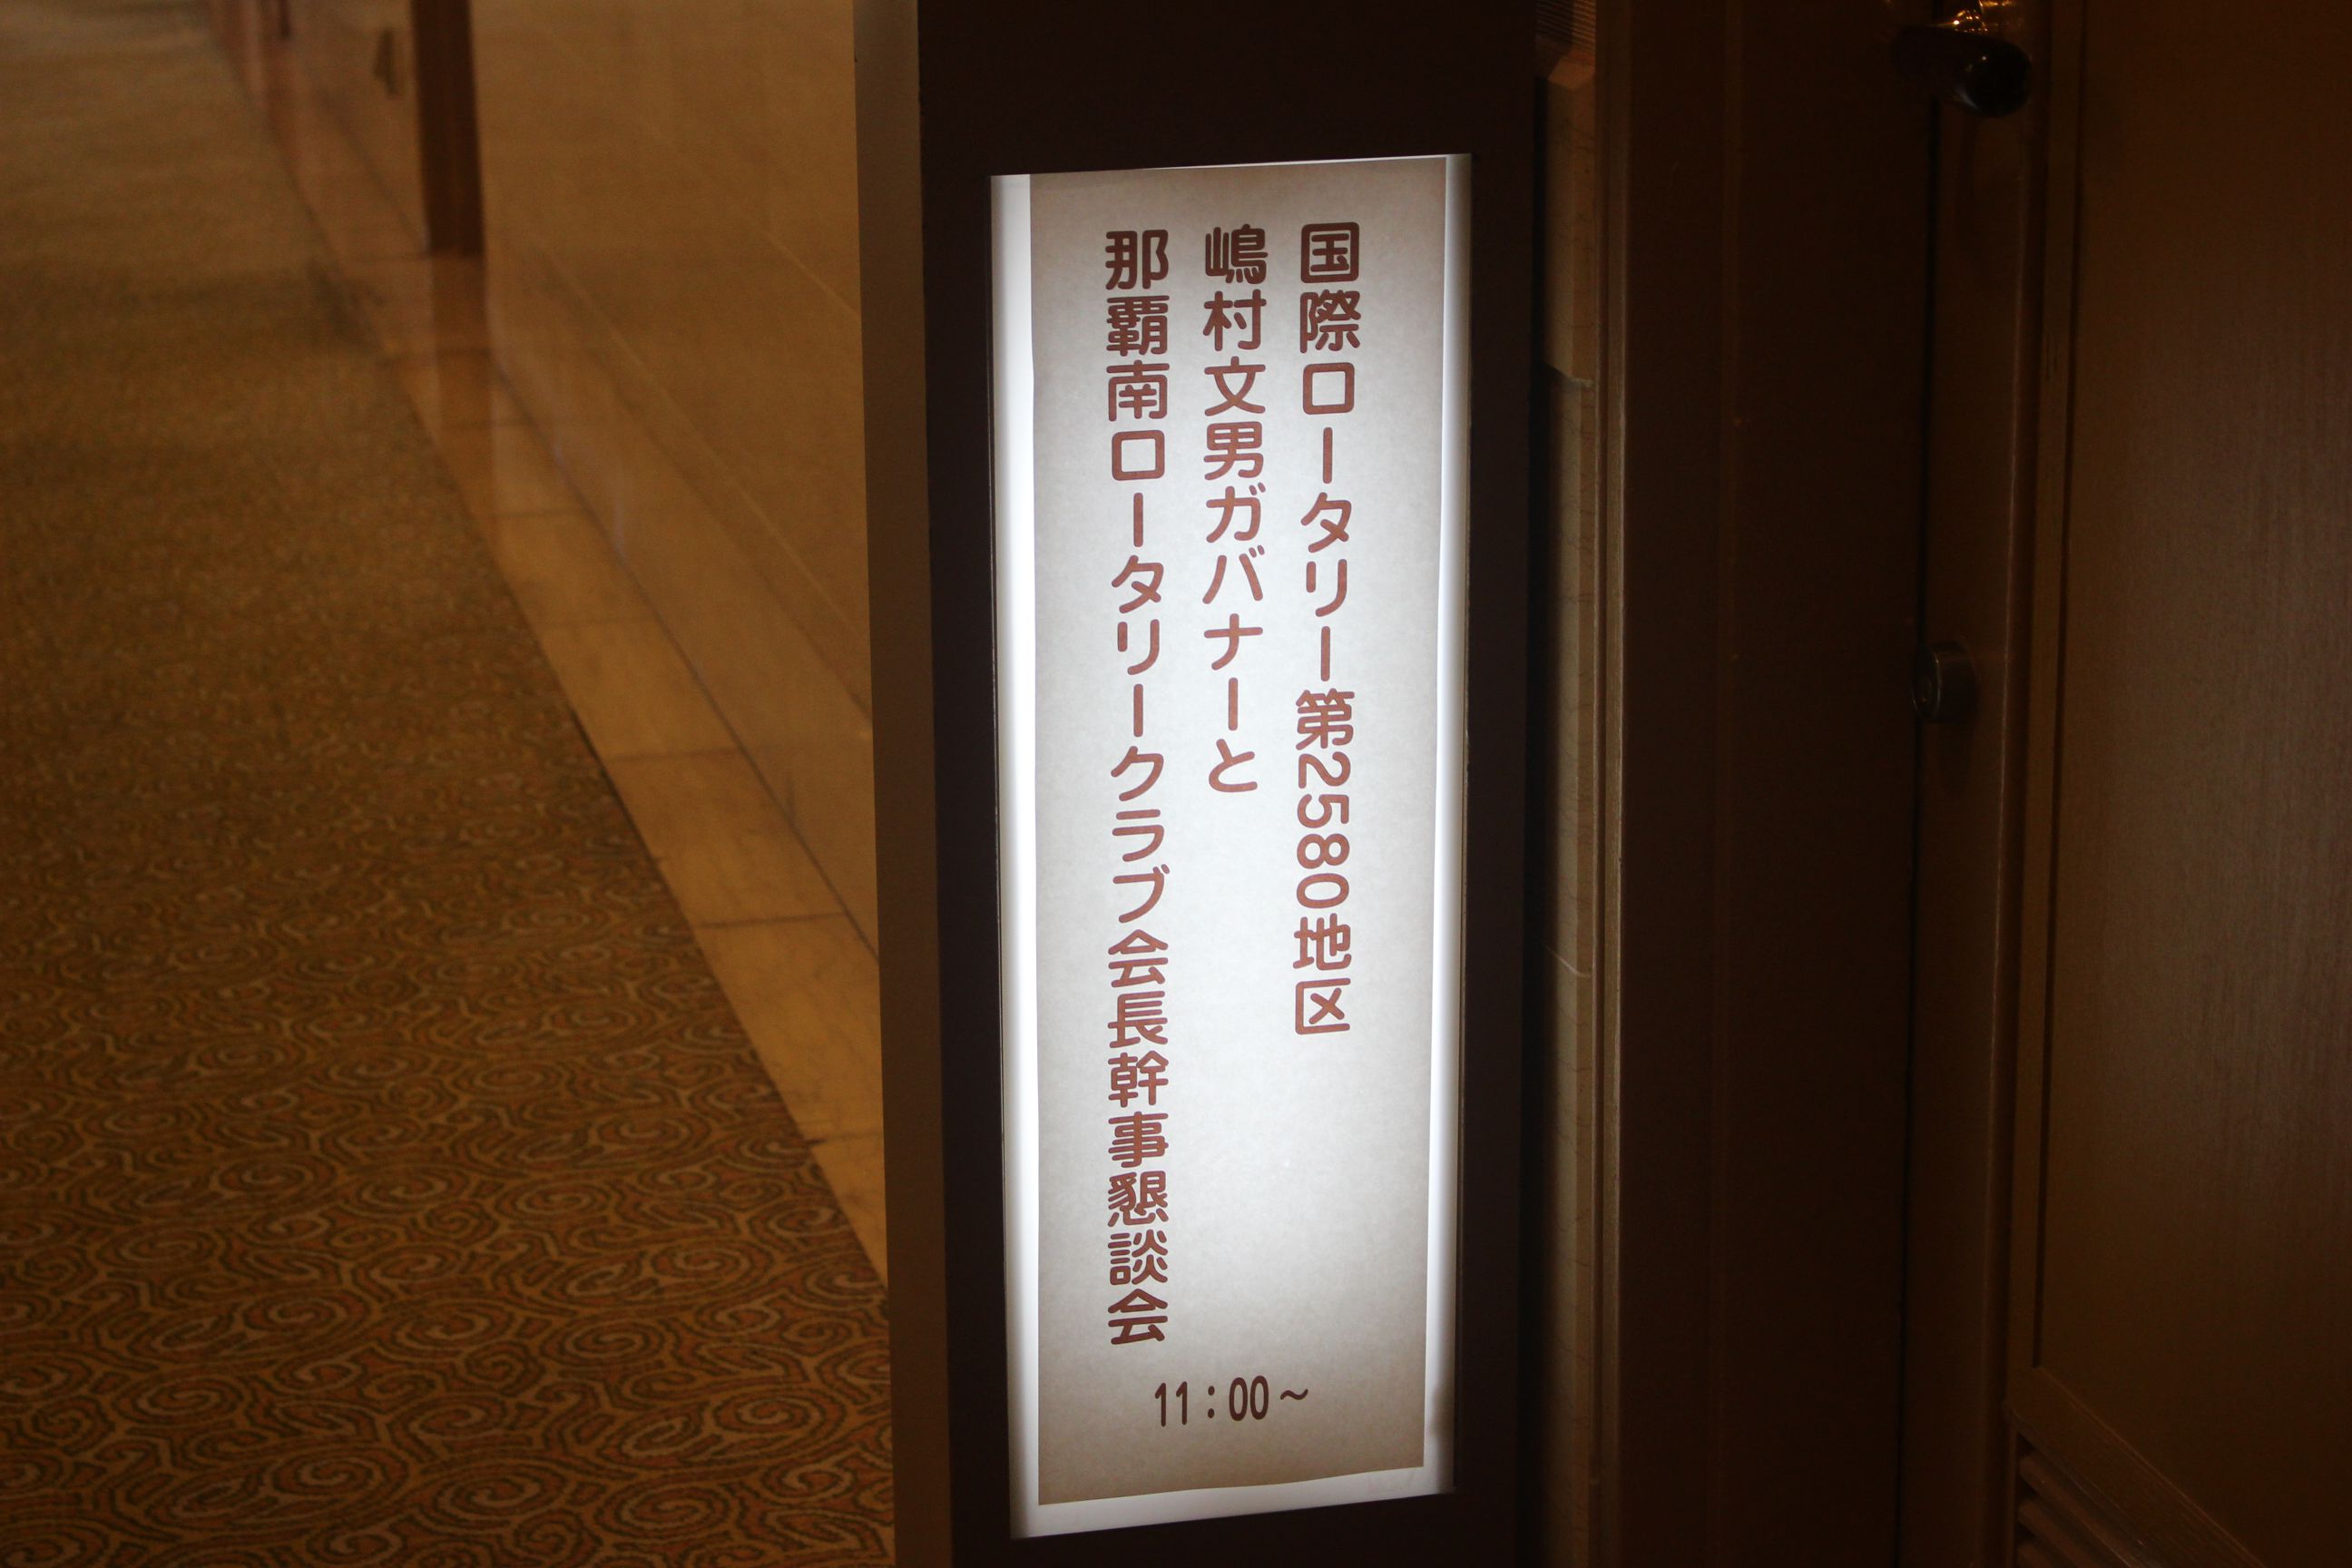 国際ロータリー第2580地区
嶋村文男ガバナーと
那覇南ロータリークラブ会長幹事懇談会
11:00～